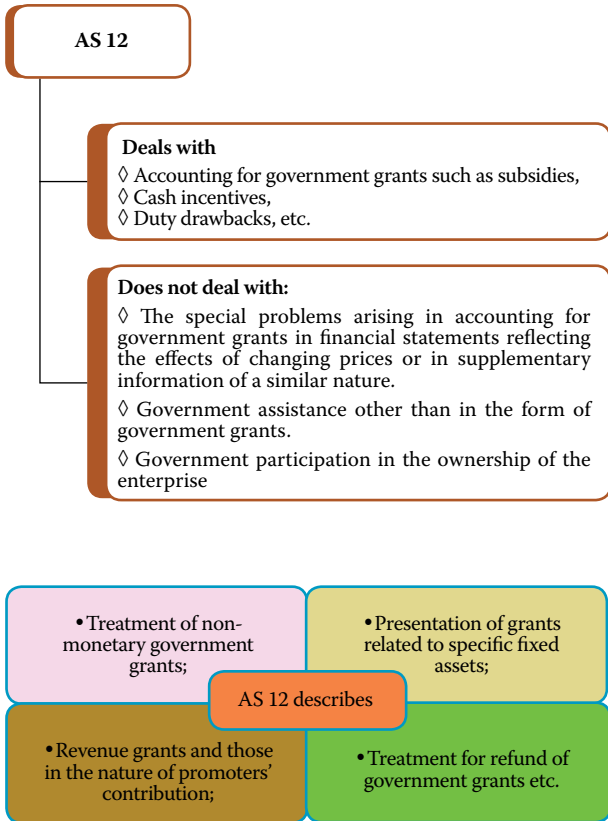 AS 12
Deals with
◊ Accounting for government grants such as subsidies,
◊ Cash incentives,
◊ Duty drawbacks, etc.
Does not deal with:
◊ The special problems arising in accounting for
government grants in financial statements reflecting
the effects of changing prices or in supplementary
information of a similar nature.
◊ Government assistance other than in the form of
government grants.
◊ Government participation in the ownership of the
enterprise
• Treatment of non-
monetary government
grants;
• Presentation of grants
related to specific fixed
assets;
AS 12 describes
• Revenue grants and those
in the nature of promoters’
contribution;
• Treatment for refund of
government grants etc.